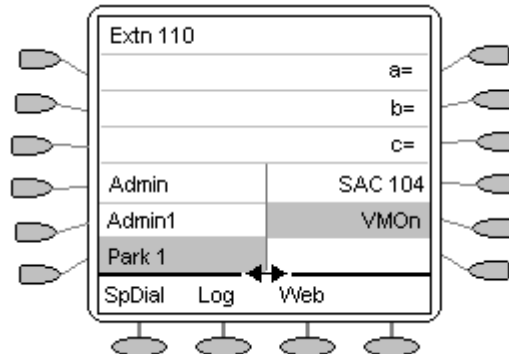 Extn 110
a=
b=
c=
Admin SAC 104
Admin1 VMOn
Park 1
SpDial Log Web